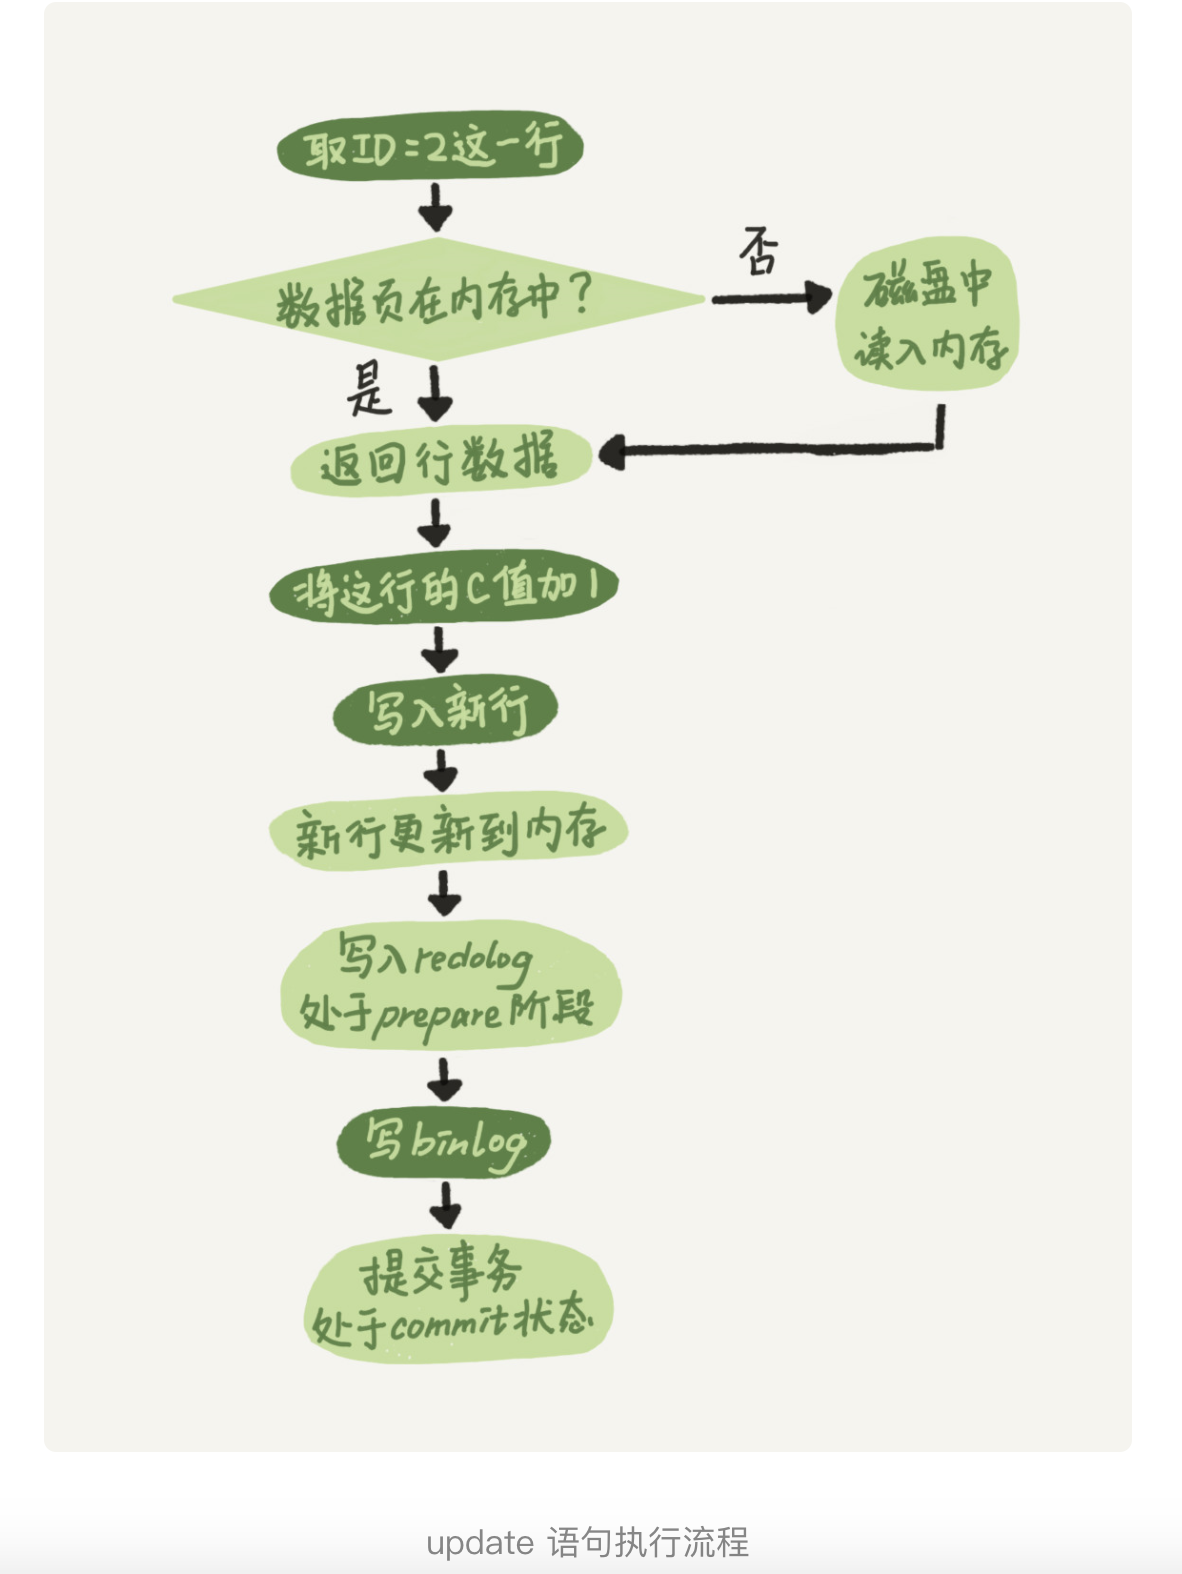 取ID=2这一行
数据页在内存中？
否
磁盘中
读入内存
是
返回行数据
将这行的C值加1
写入新行
新行更新到内存
写入redolog
处于prepare阶段
写binlog
提交事务
处于commit状态
update 语句执行流程